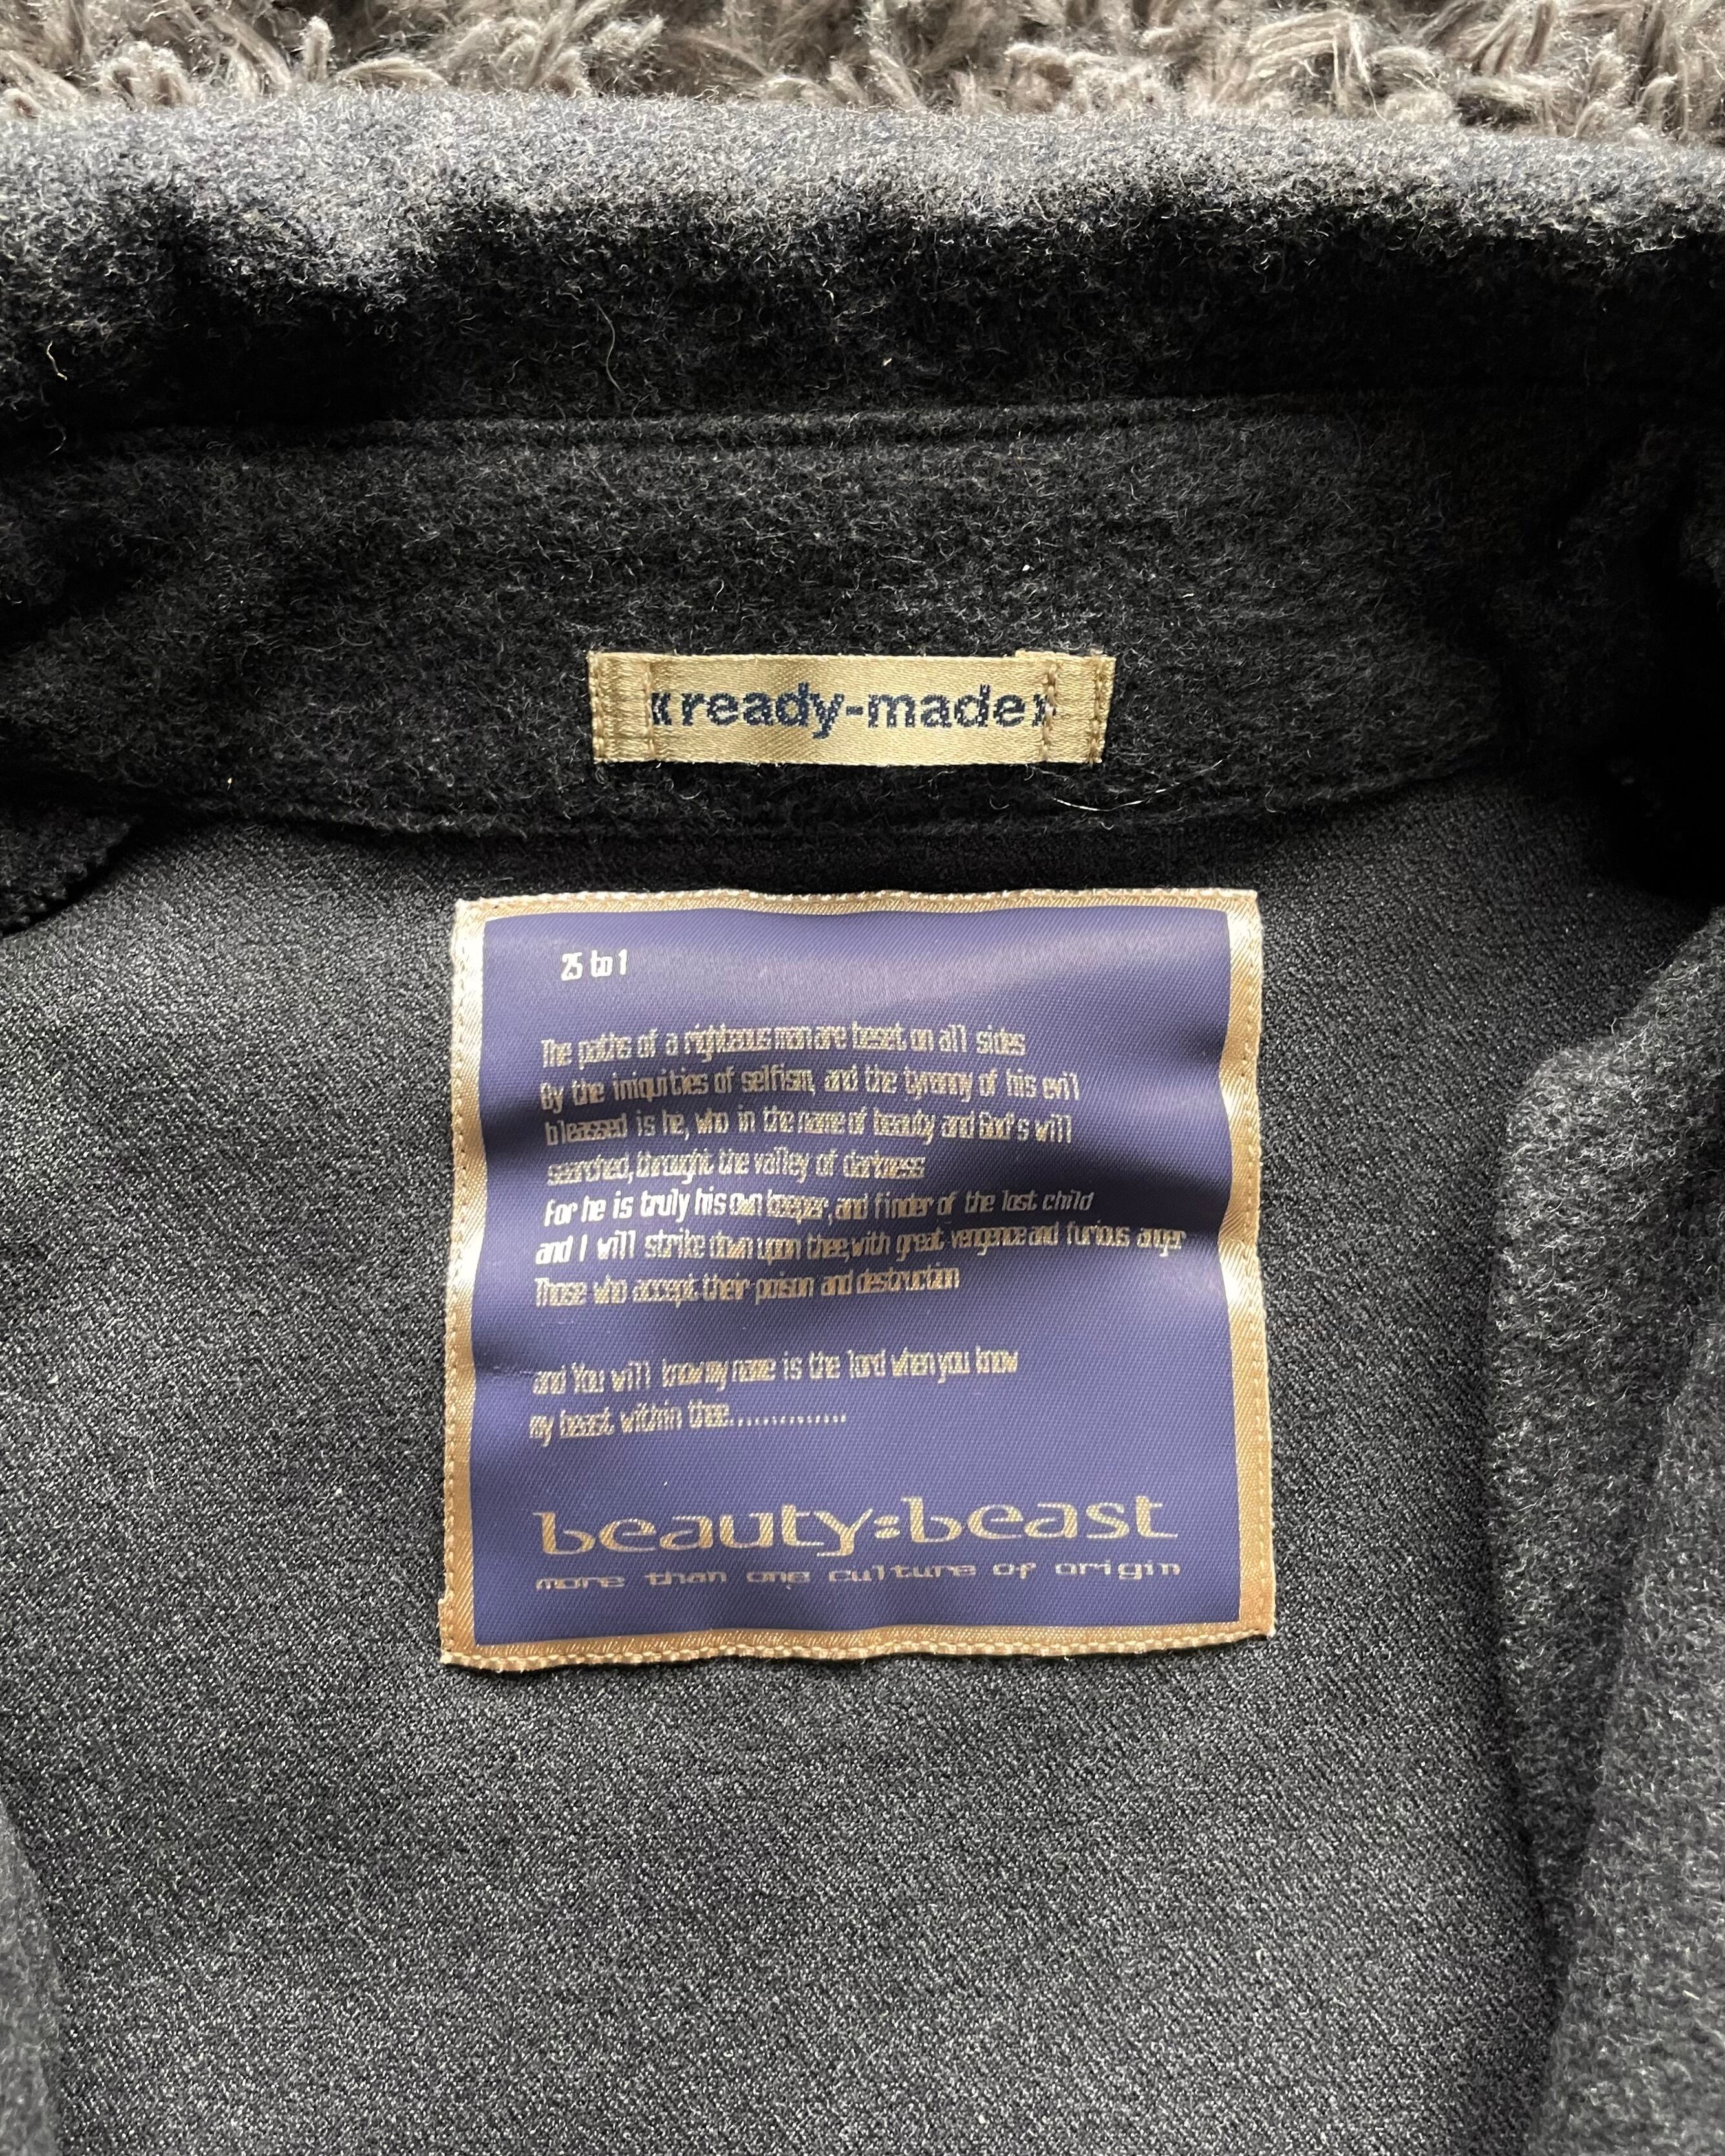 «ready-made»
25 to 1
The paths of a righteous man are beset on all sides
By the iniquities of selfism, and the tyranny of his evil
bleassed is he, who in the name of beauty and God's will
searched, throught the valley of darkness
For he is truly his own keeper, and finder of the lost child
and I will strike down upon thee, with great vengence and furious anger
Those who accept their poison and destruction
and You will know my name is the lord when you know
my beast within thee...............
beauty:beast
more than one culture of origin